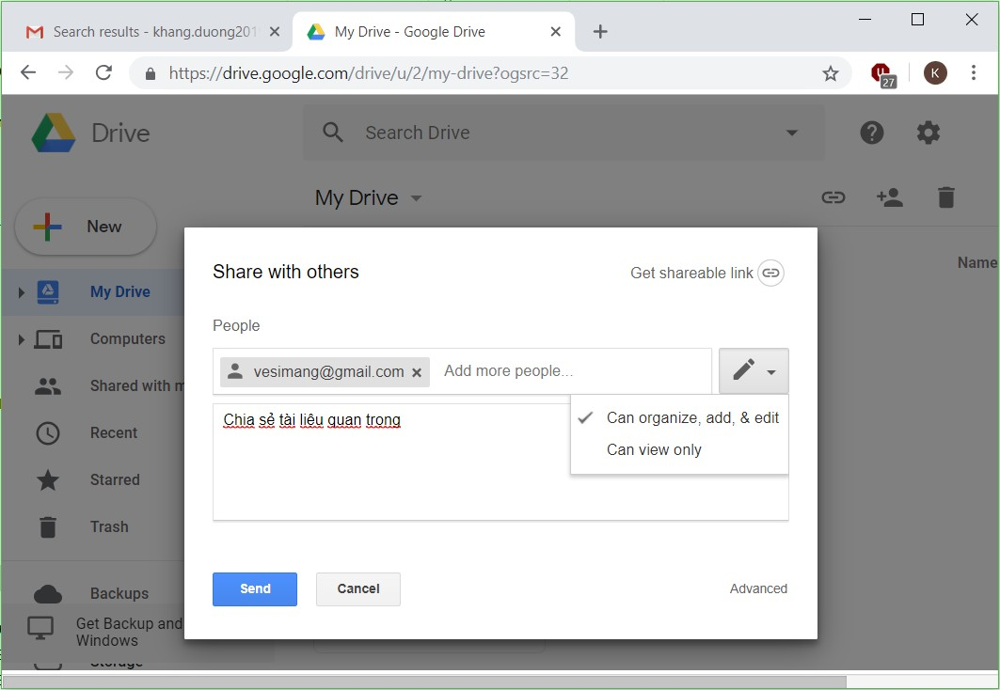 Search results - khang.duong201
My Drive - Google Drive
https://drive.google.com/drive/u/2/my-drive?ogsrc=32
27
K
Drive
Search Drive
My Drive
New
Name
My Drive
Computers
Shared with m
Recent
Starred
Trash
Backups
Get Backup and
Windows
Storage
Share with others
Get shareable link
People
vesimang@gmail.com
Add more people...
Chia sẻ tài liêu quan trong
Can organize, add, & edit
Can view only
Send
Cancel
Advanced